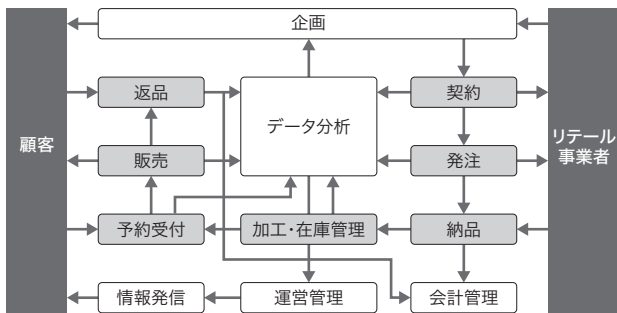 企画
返品
データ分析
契約
顧客
リテール
事業者
販売
発注
予約受付
加工・在庫管理
納品
情報発信
運営管理
会計管理